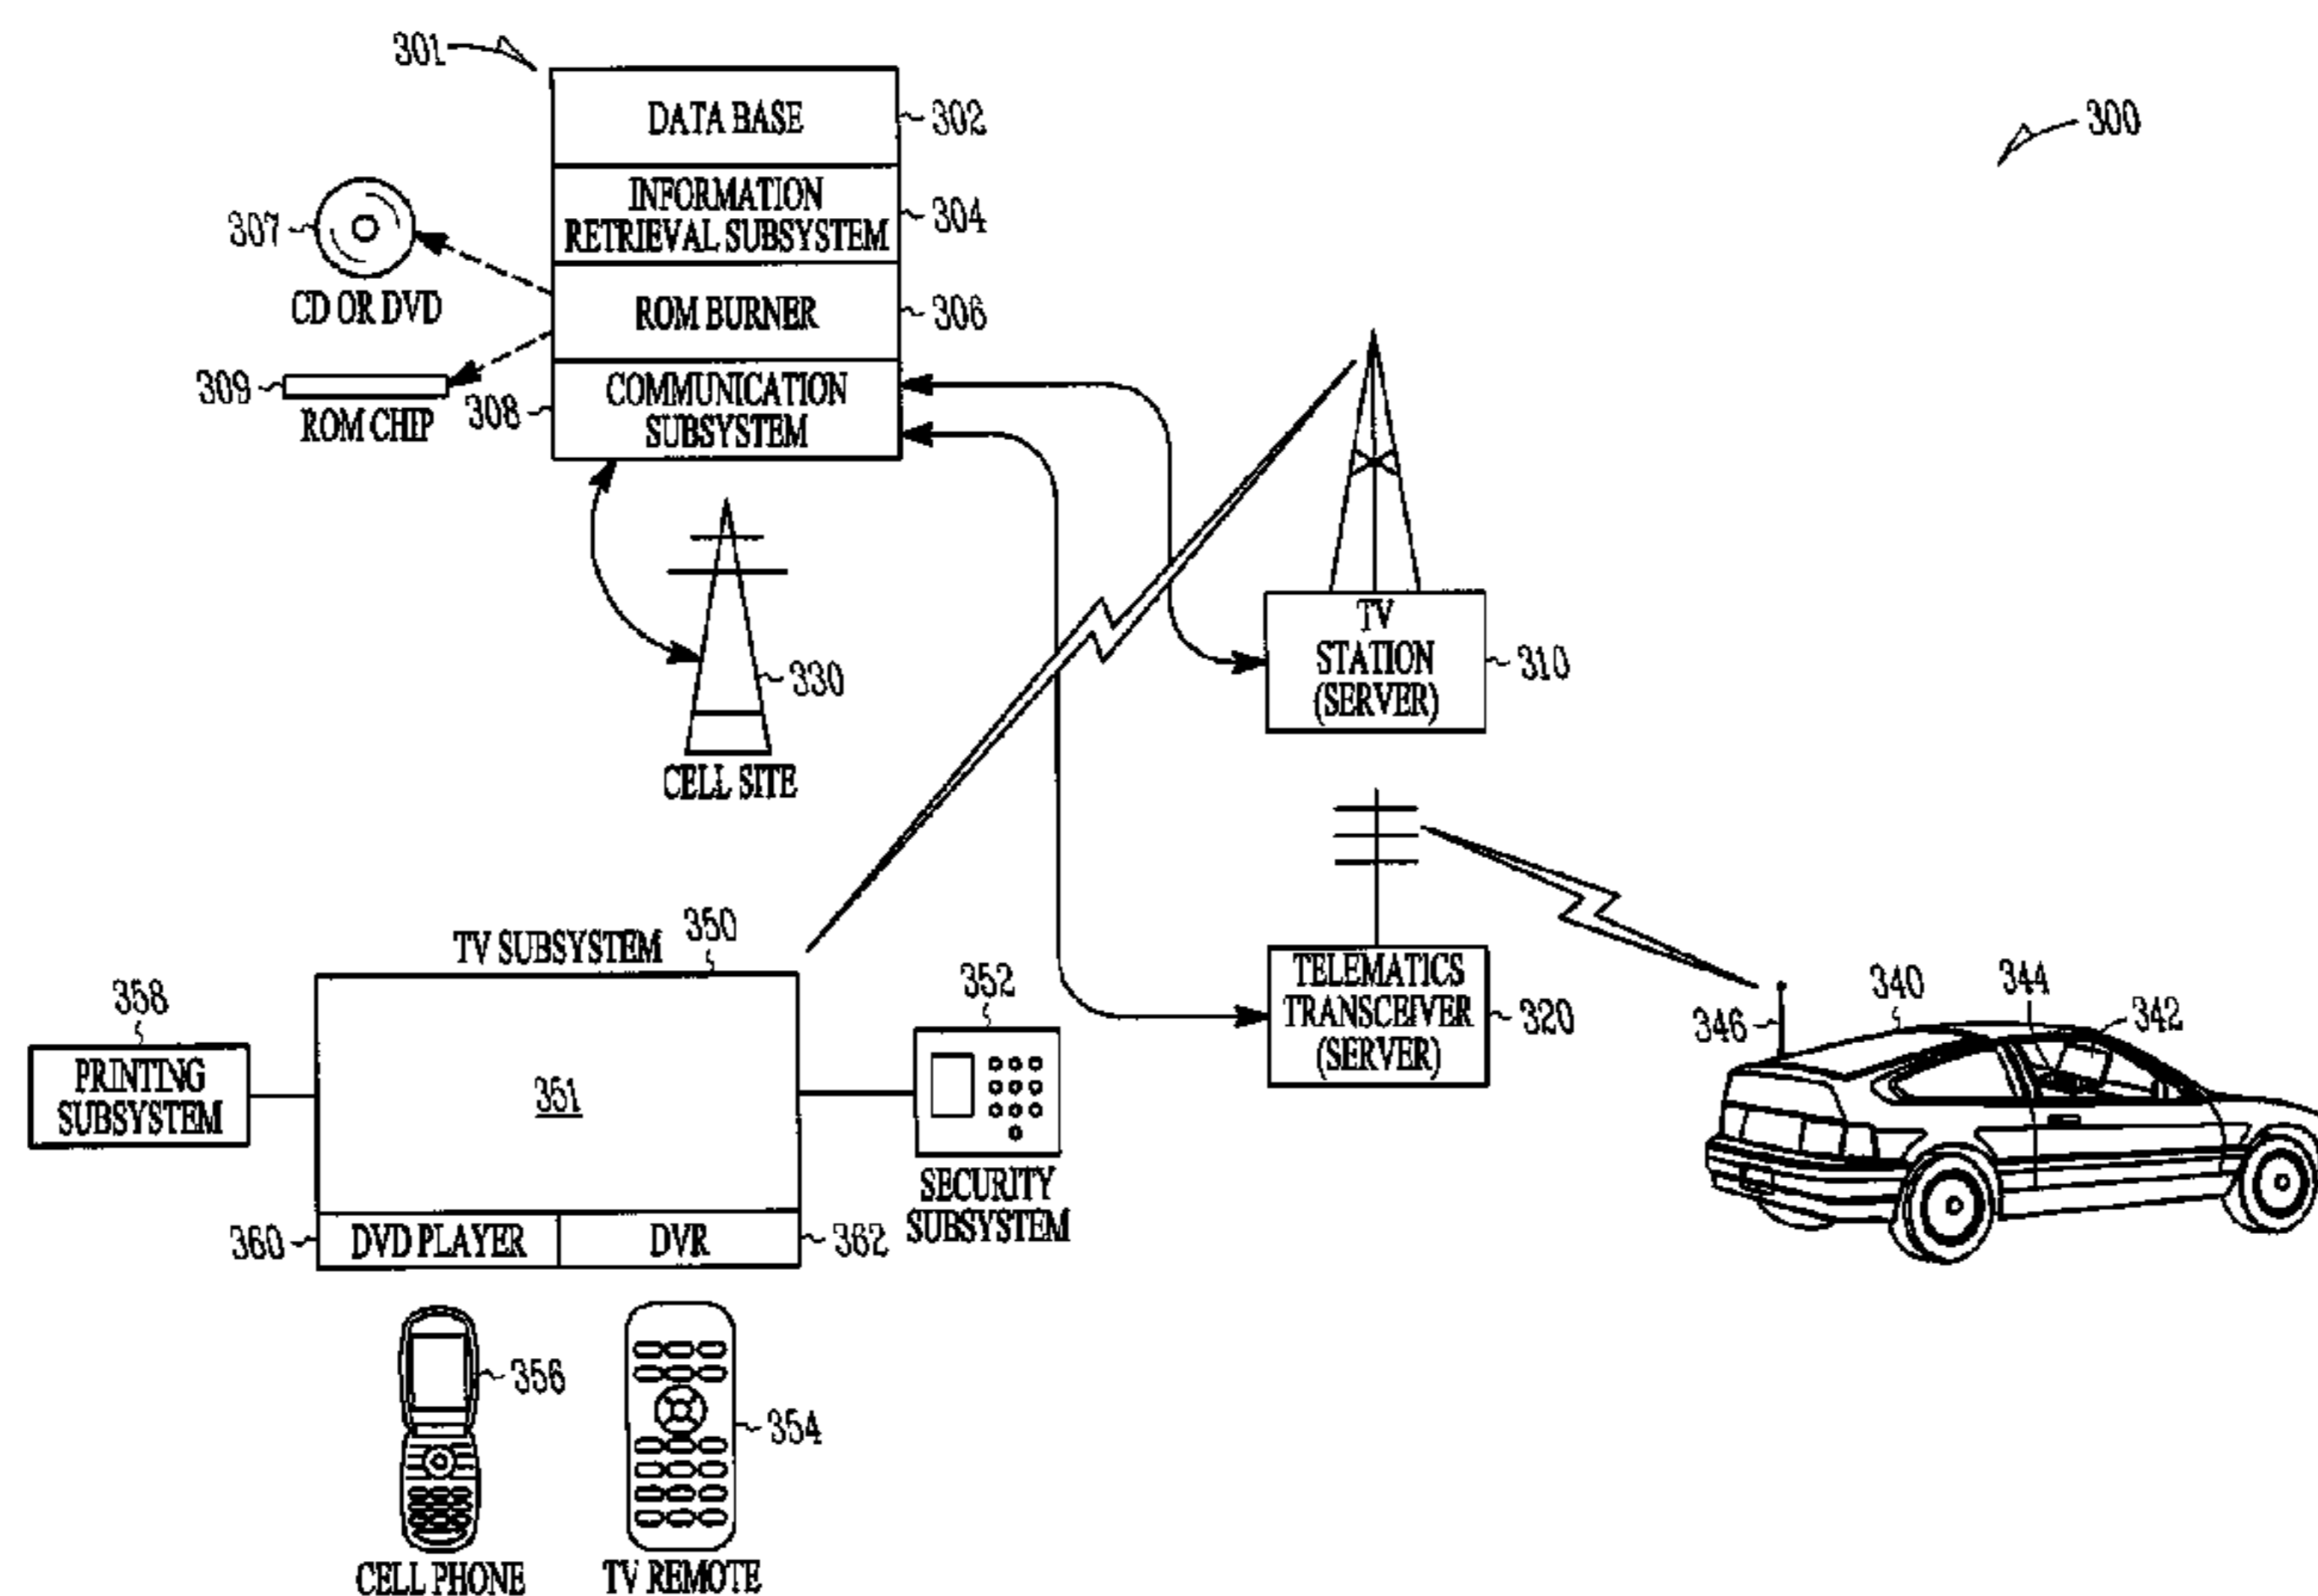 301
DATA BASE
302
300
INFORMATION
RETRIEVAL SUBSYSTEM
304
307
CD OR DVD
ROM BURNER
306
309
ROM CHIP
308
COMMUNICATION
SUBSYSTEM
330
CELL SITE
TV
STATION
(SERVER)
310
TV SUBSYSTEM
350
358
PRINTING
SUBSYSTEM
351
352
SECURITY
SUBSYSTEM
TELEMATICS
TRANSCEIVER
(SERVER)
320
346
340
344
342
360
DVD PLAYER
DVR
362
356
354
CELL PHONE
TV REMOTE